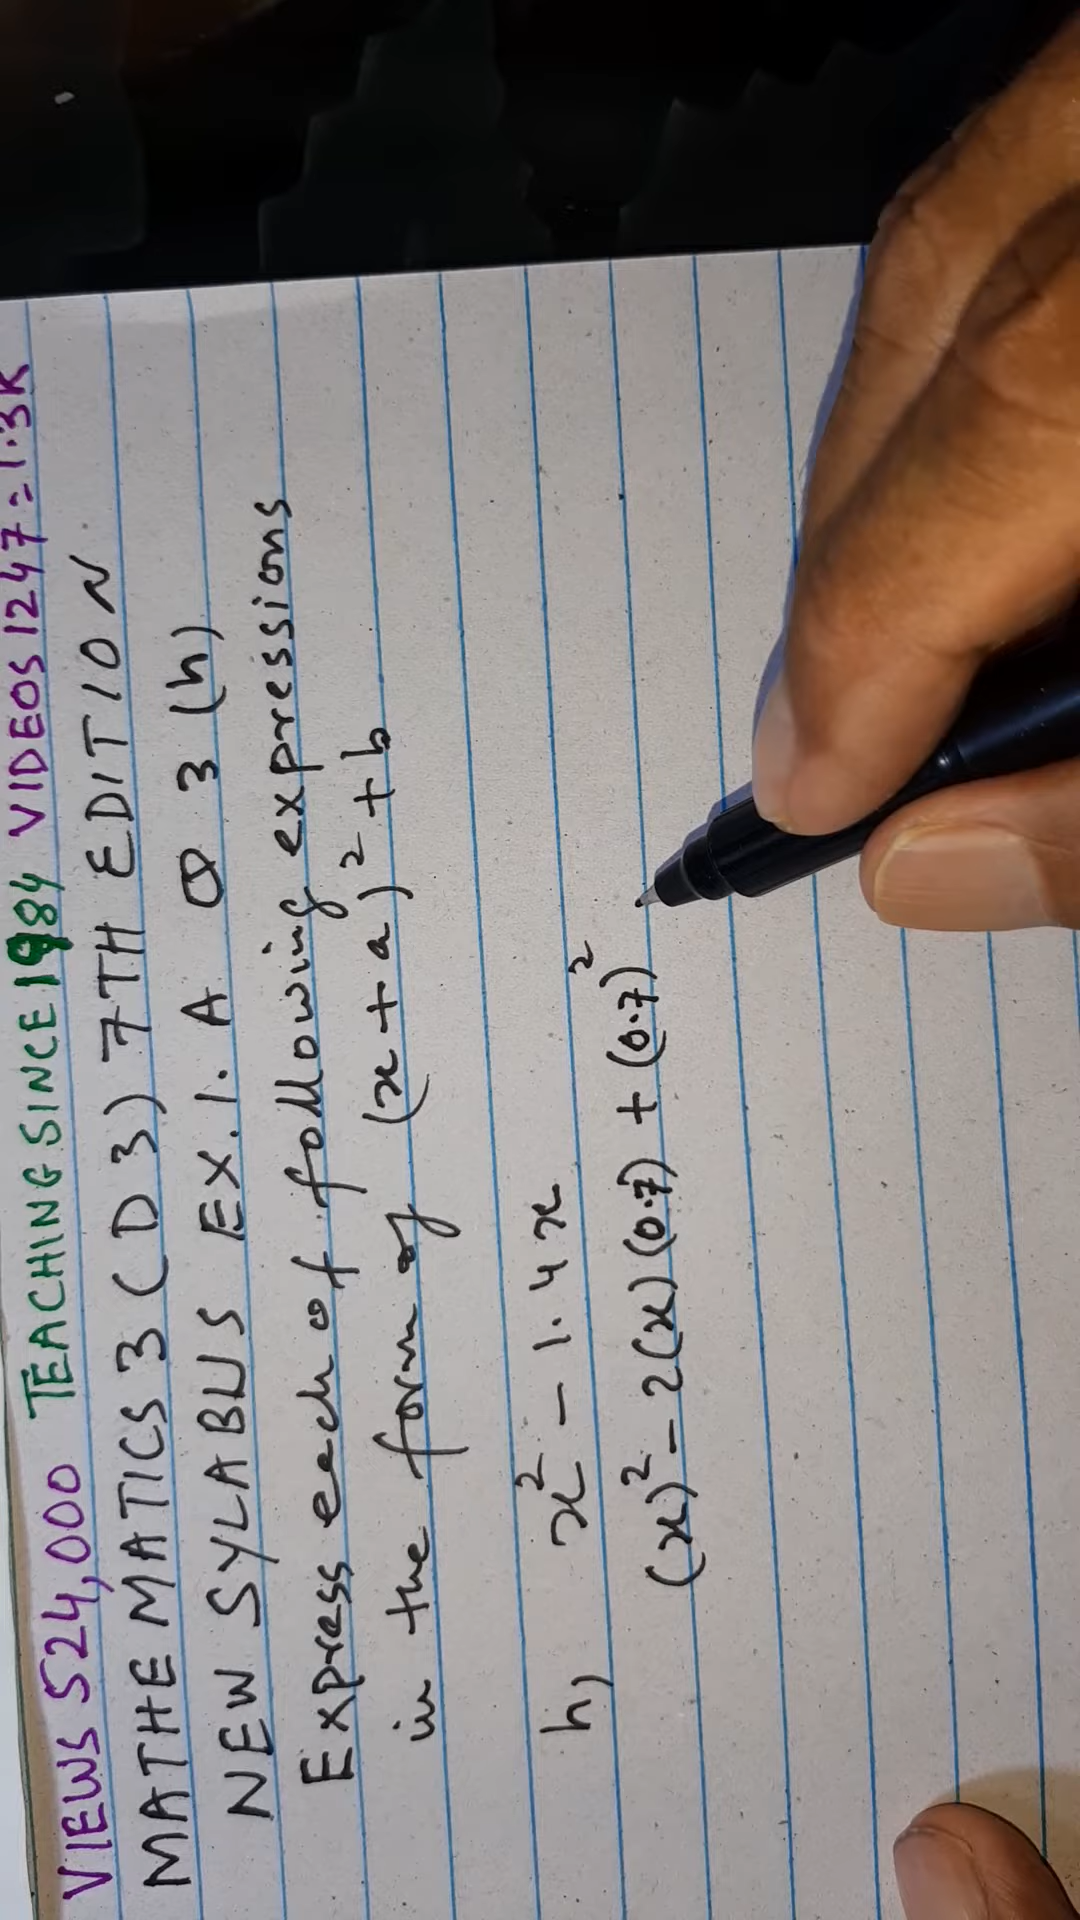 VIEWS 524,000 TEACHING SINCE 1984 VIDEOS 1247=1.3K
MATHEMATICS 3 (D3) 7TH EDITION
NEW SYLABUS EX.1.A Q 3 (h)
Express each of following expressions
in the form of (x + a)² + b
h, x² - 1.4x
(x)² - 2(x)(0.7) + (0.7)²